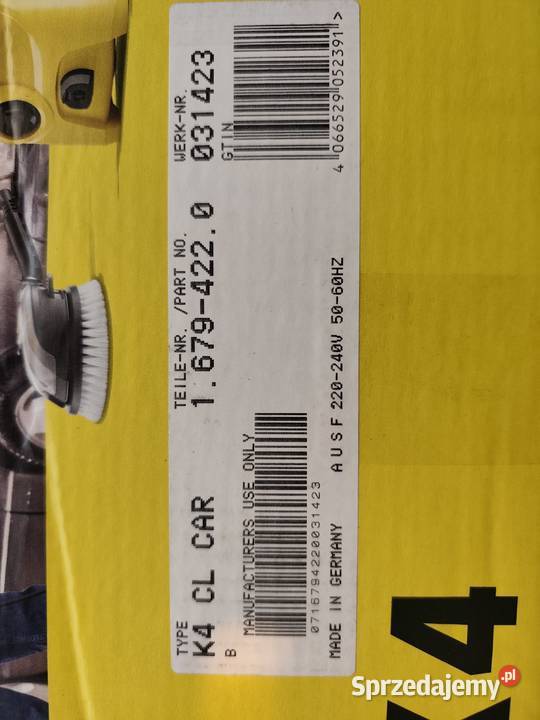 TYPE TEILE-NR. /PART NO. WERK-NR.
K4 CL CAR 1.679-422.0 031423
B MANUFACTURERS USE ONLY GTIN
0716794220031423
4 066529 052391 >
MADE IN GERMANY A U S F 220-240V 50-60HZ
K4
Sprzedajemy.pl